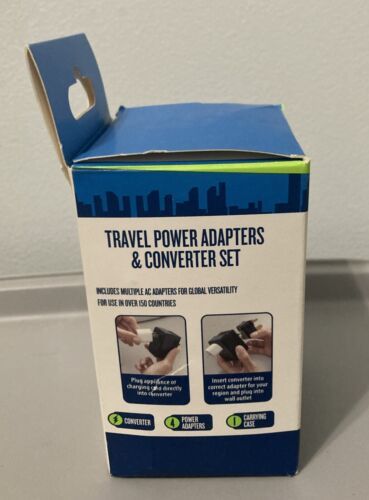 TRAVEL POWER ADAPTERS
& CONVERTER SET
INCLUDES MULTIPLE AC ADAPTERS FOR GLOBAL VERSATILITY
FOR USE IN OVER 150 COUNTRIES
Plug appliance or
charging cord directly
into converter
Insert converter into
correct adapter for your
region and plug into
wall outlet
CONVERTER
POWER
ADAPTERS
CARRYING
CASE